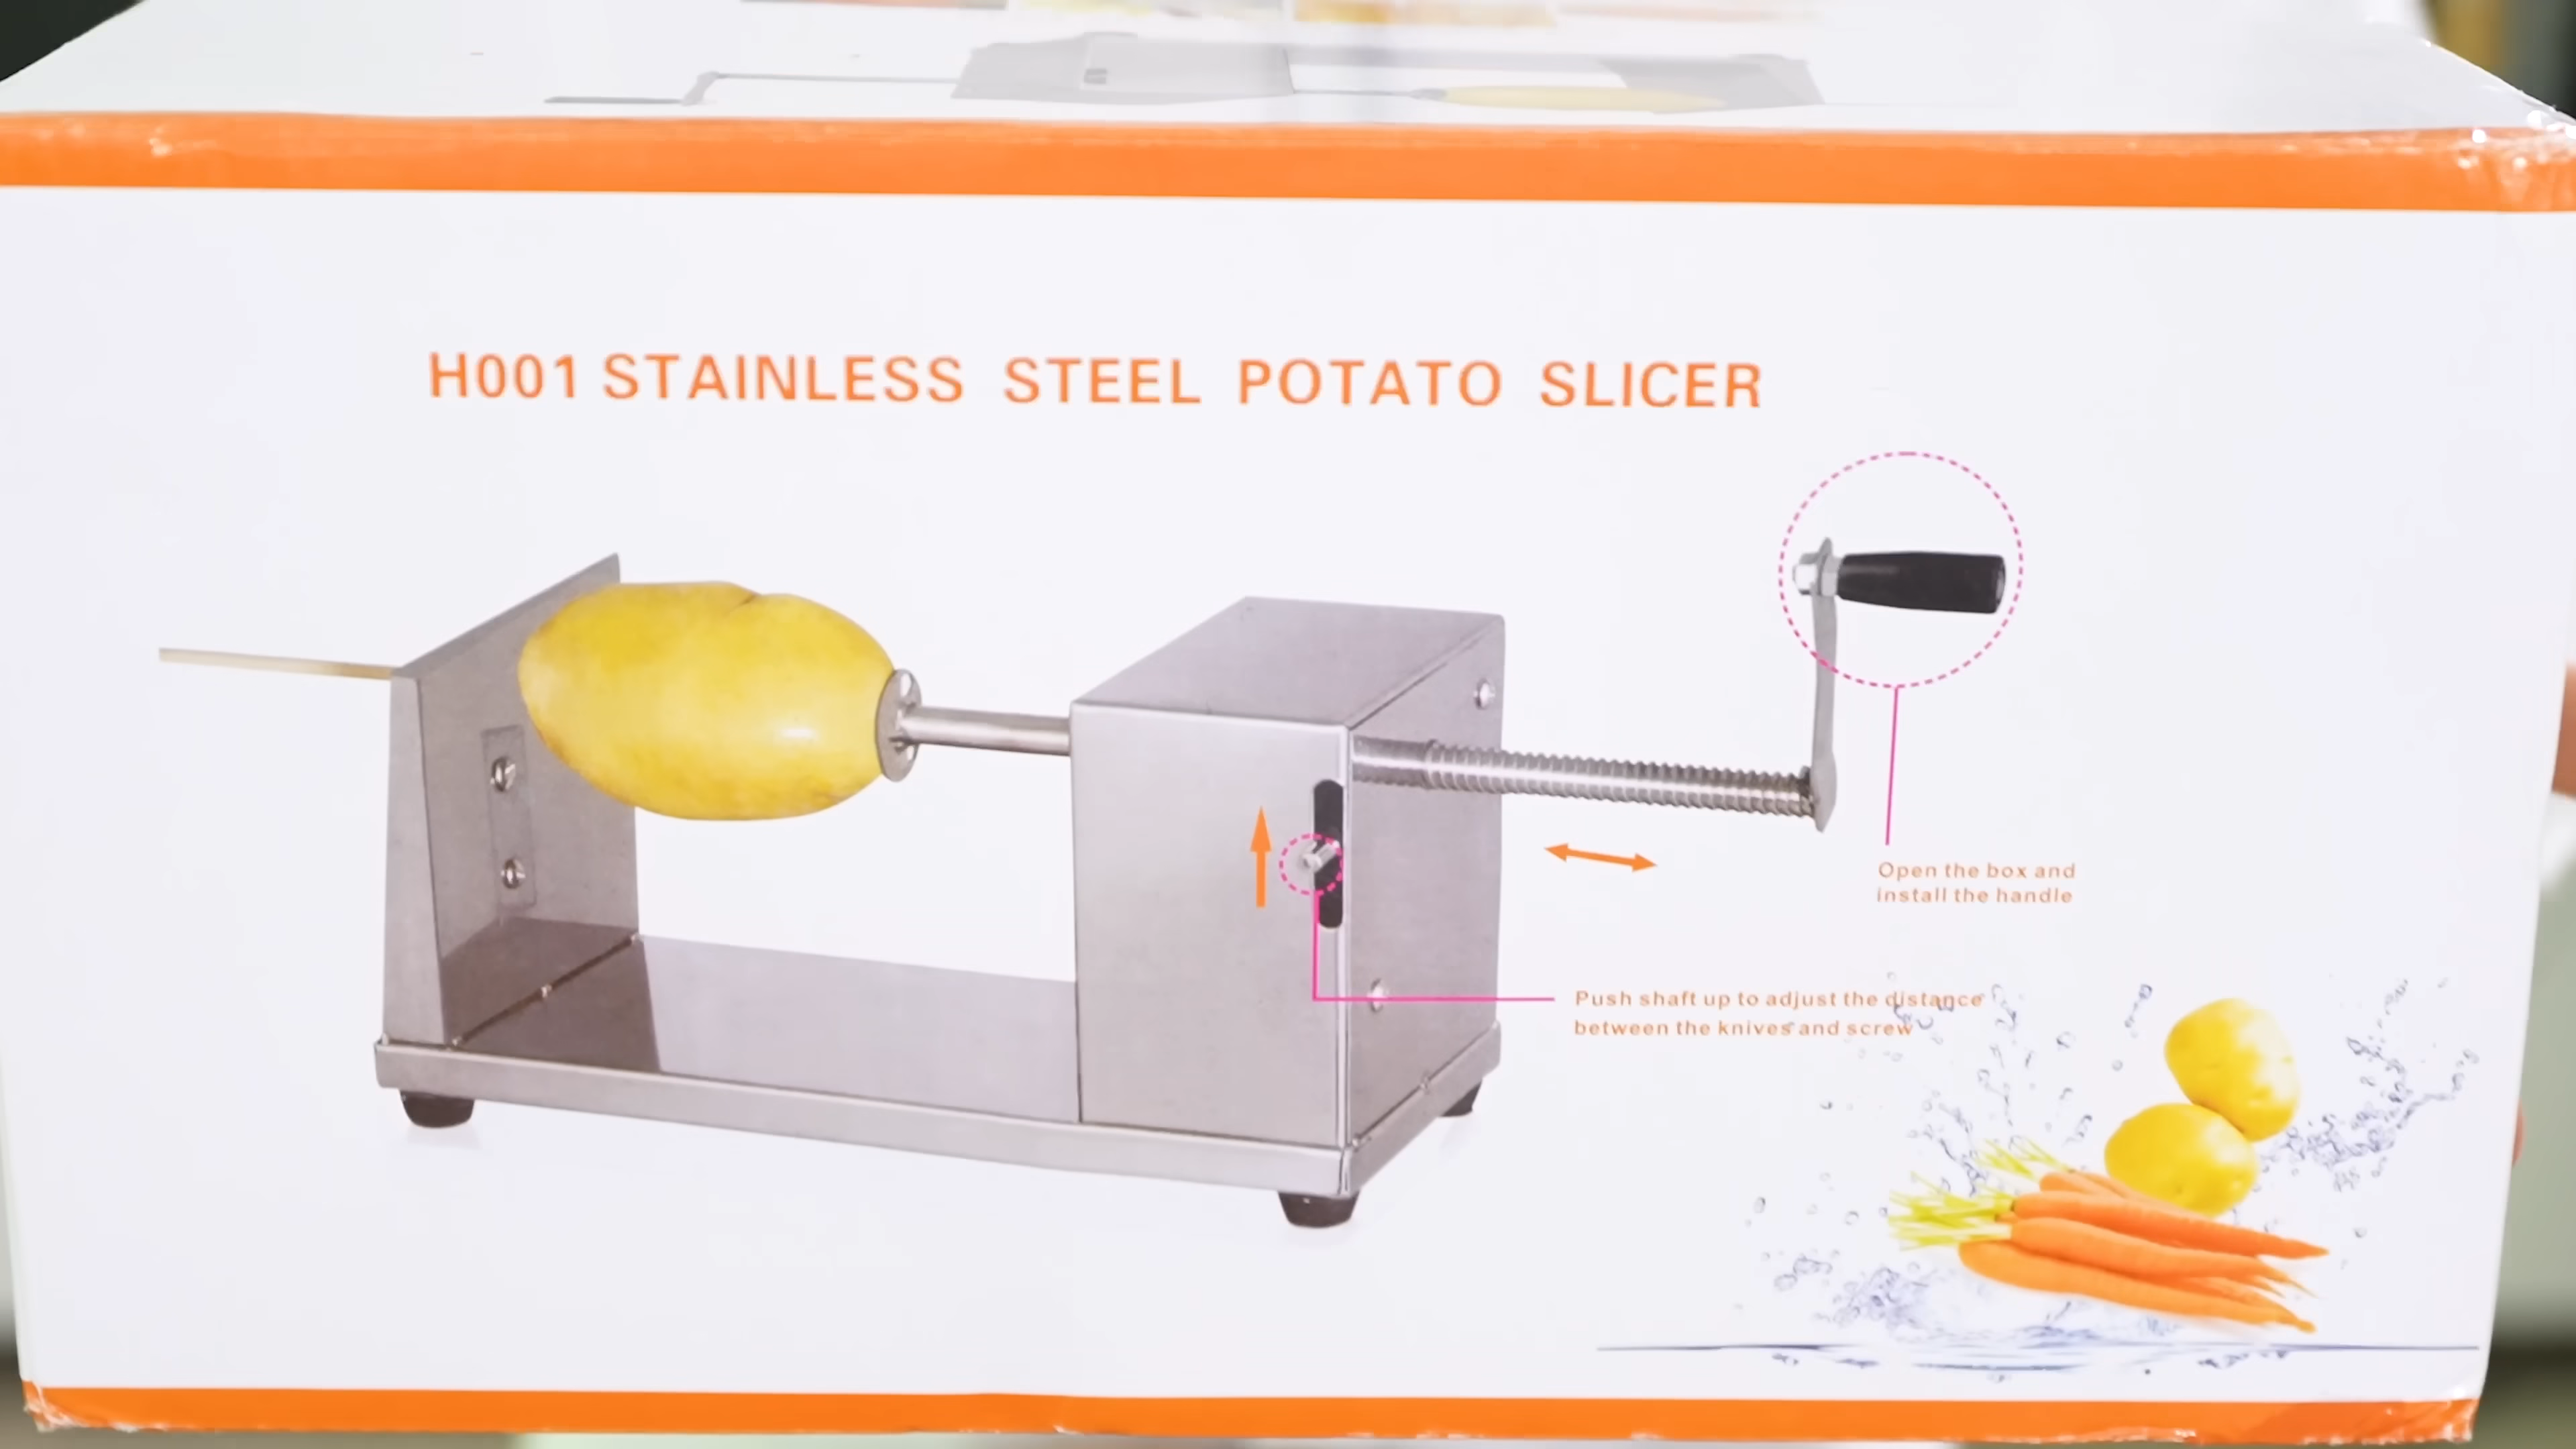 H001 STAINLESS STEEL POTATO SLICER
Open the box and
install the handle
Push shaft up to adjust the distance
between the knives and screw